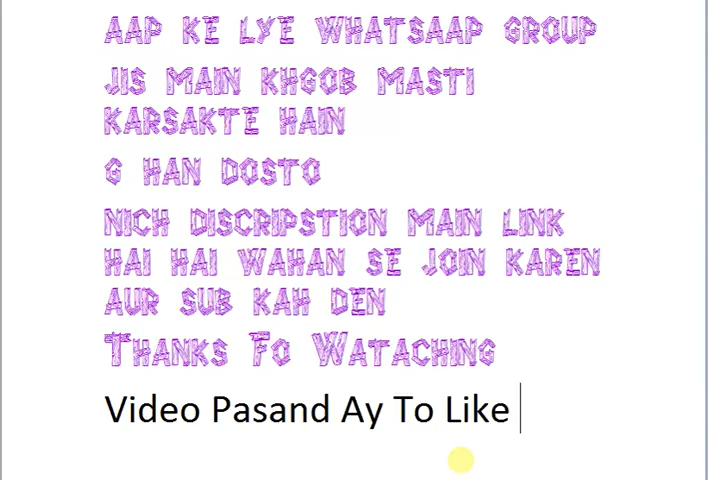 AAP KE LYE WHATSAAP GROUP
JIS MAIN KHGOB MASTI
KARSAKTE HAIN
G HAN DOSTO
NICH DISCRIPSTION MAIN LINK
HAI HAI WAHAN SE JOIN KAREN
AUR SUB KAH DEN
THANKS FO WATACHING
Video Pasand Ay To Like